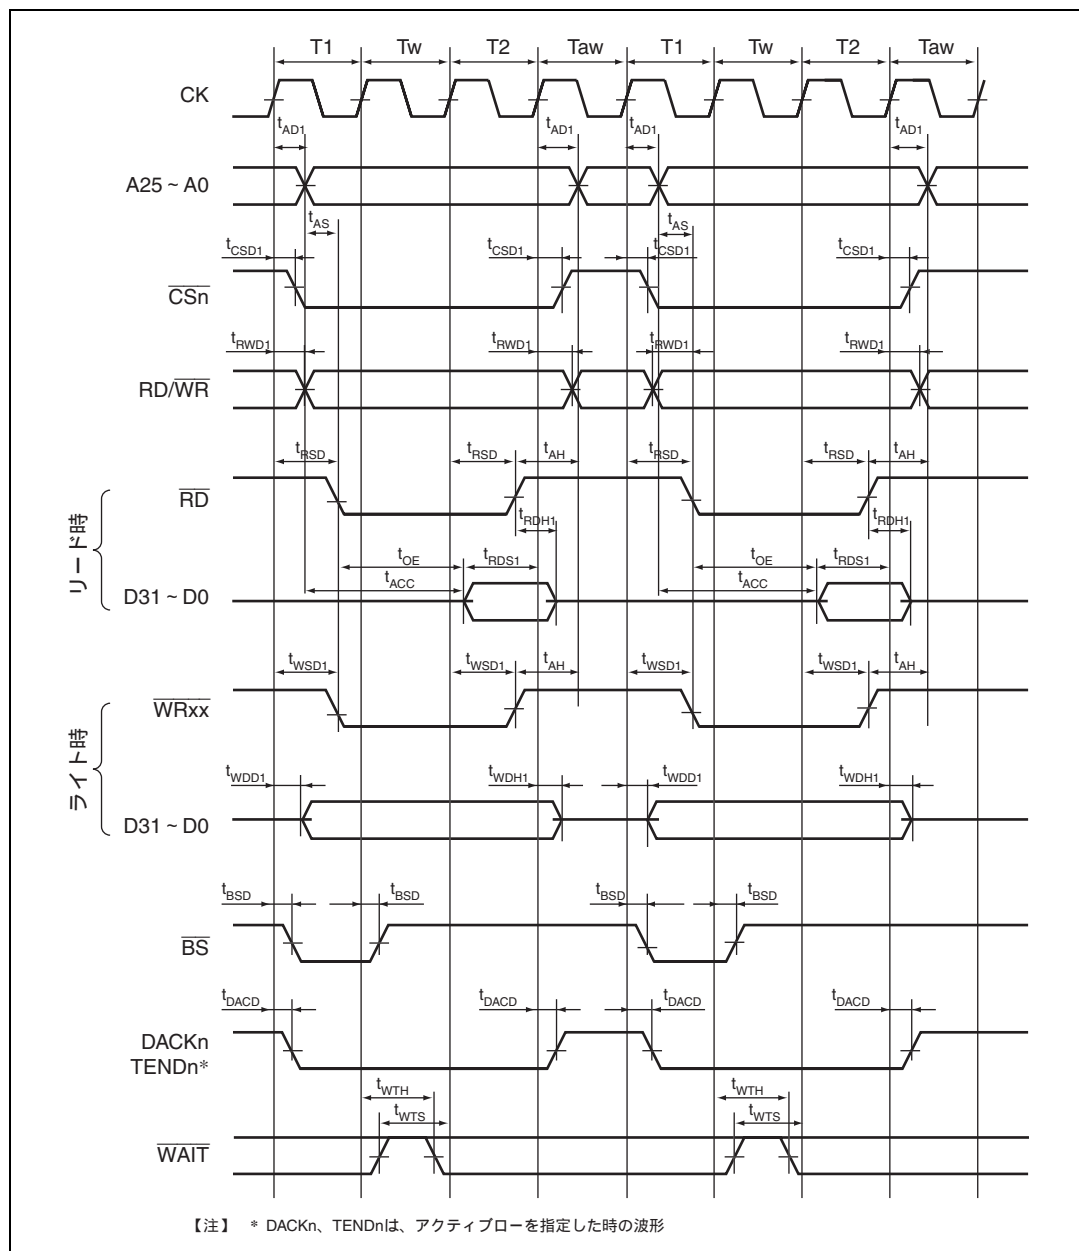 T1 Tw T2 Taw T1 Tw T2 Taw
CK
tAD1 tAD1 tAD1 tAD1
A25 ~ A0
tAS tAS
tCSD1 tCSD1 tCSD1 tCSD1
CSn
tRWD1 tRWD1 tRWD1 tRWD1
RD/WR
tRSD tRSD tAH tRSD tRSD tAH
RD
tRDH1 tRDH1
リード時
tOE tRDS1 tOE tRDS1
tACC tACC
D31 ~ D0
tWSD1 tWSD1 tAH tWSD1 tWSD1 tAH
WRxx
ライト時
tWDD1 tWDH1 tWDD1 tWDH1
D31 ~ D0
tBSD tBSD tBSD tBSD
BS
tDACD tDACD tDACD tDACD
DACKn
TENDn*
tWTH tWTH
tWTS tWTS
WAIT
【注】 * DACKn、TENDnは、アクティブローを指定した時の波形